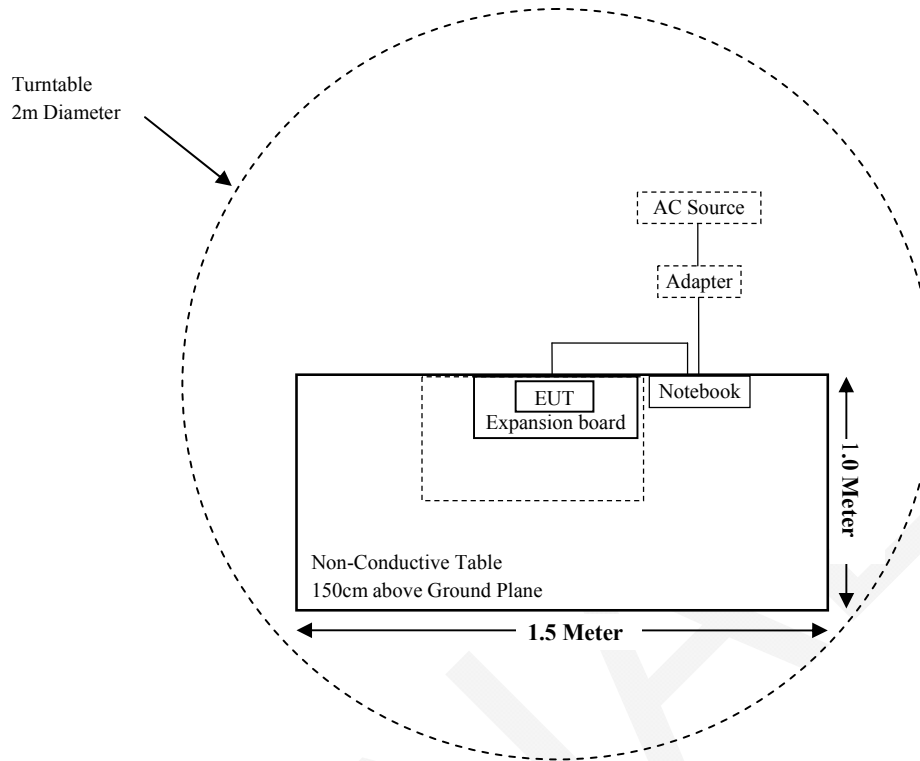 Turntable
2m Diameter
AC Source
Adapter
Notebook
EUT
Expansion board
1.0 Meter
Non-Conductive Table
150cm above Ground Plane
1.5 Meter